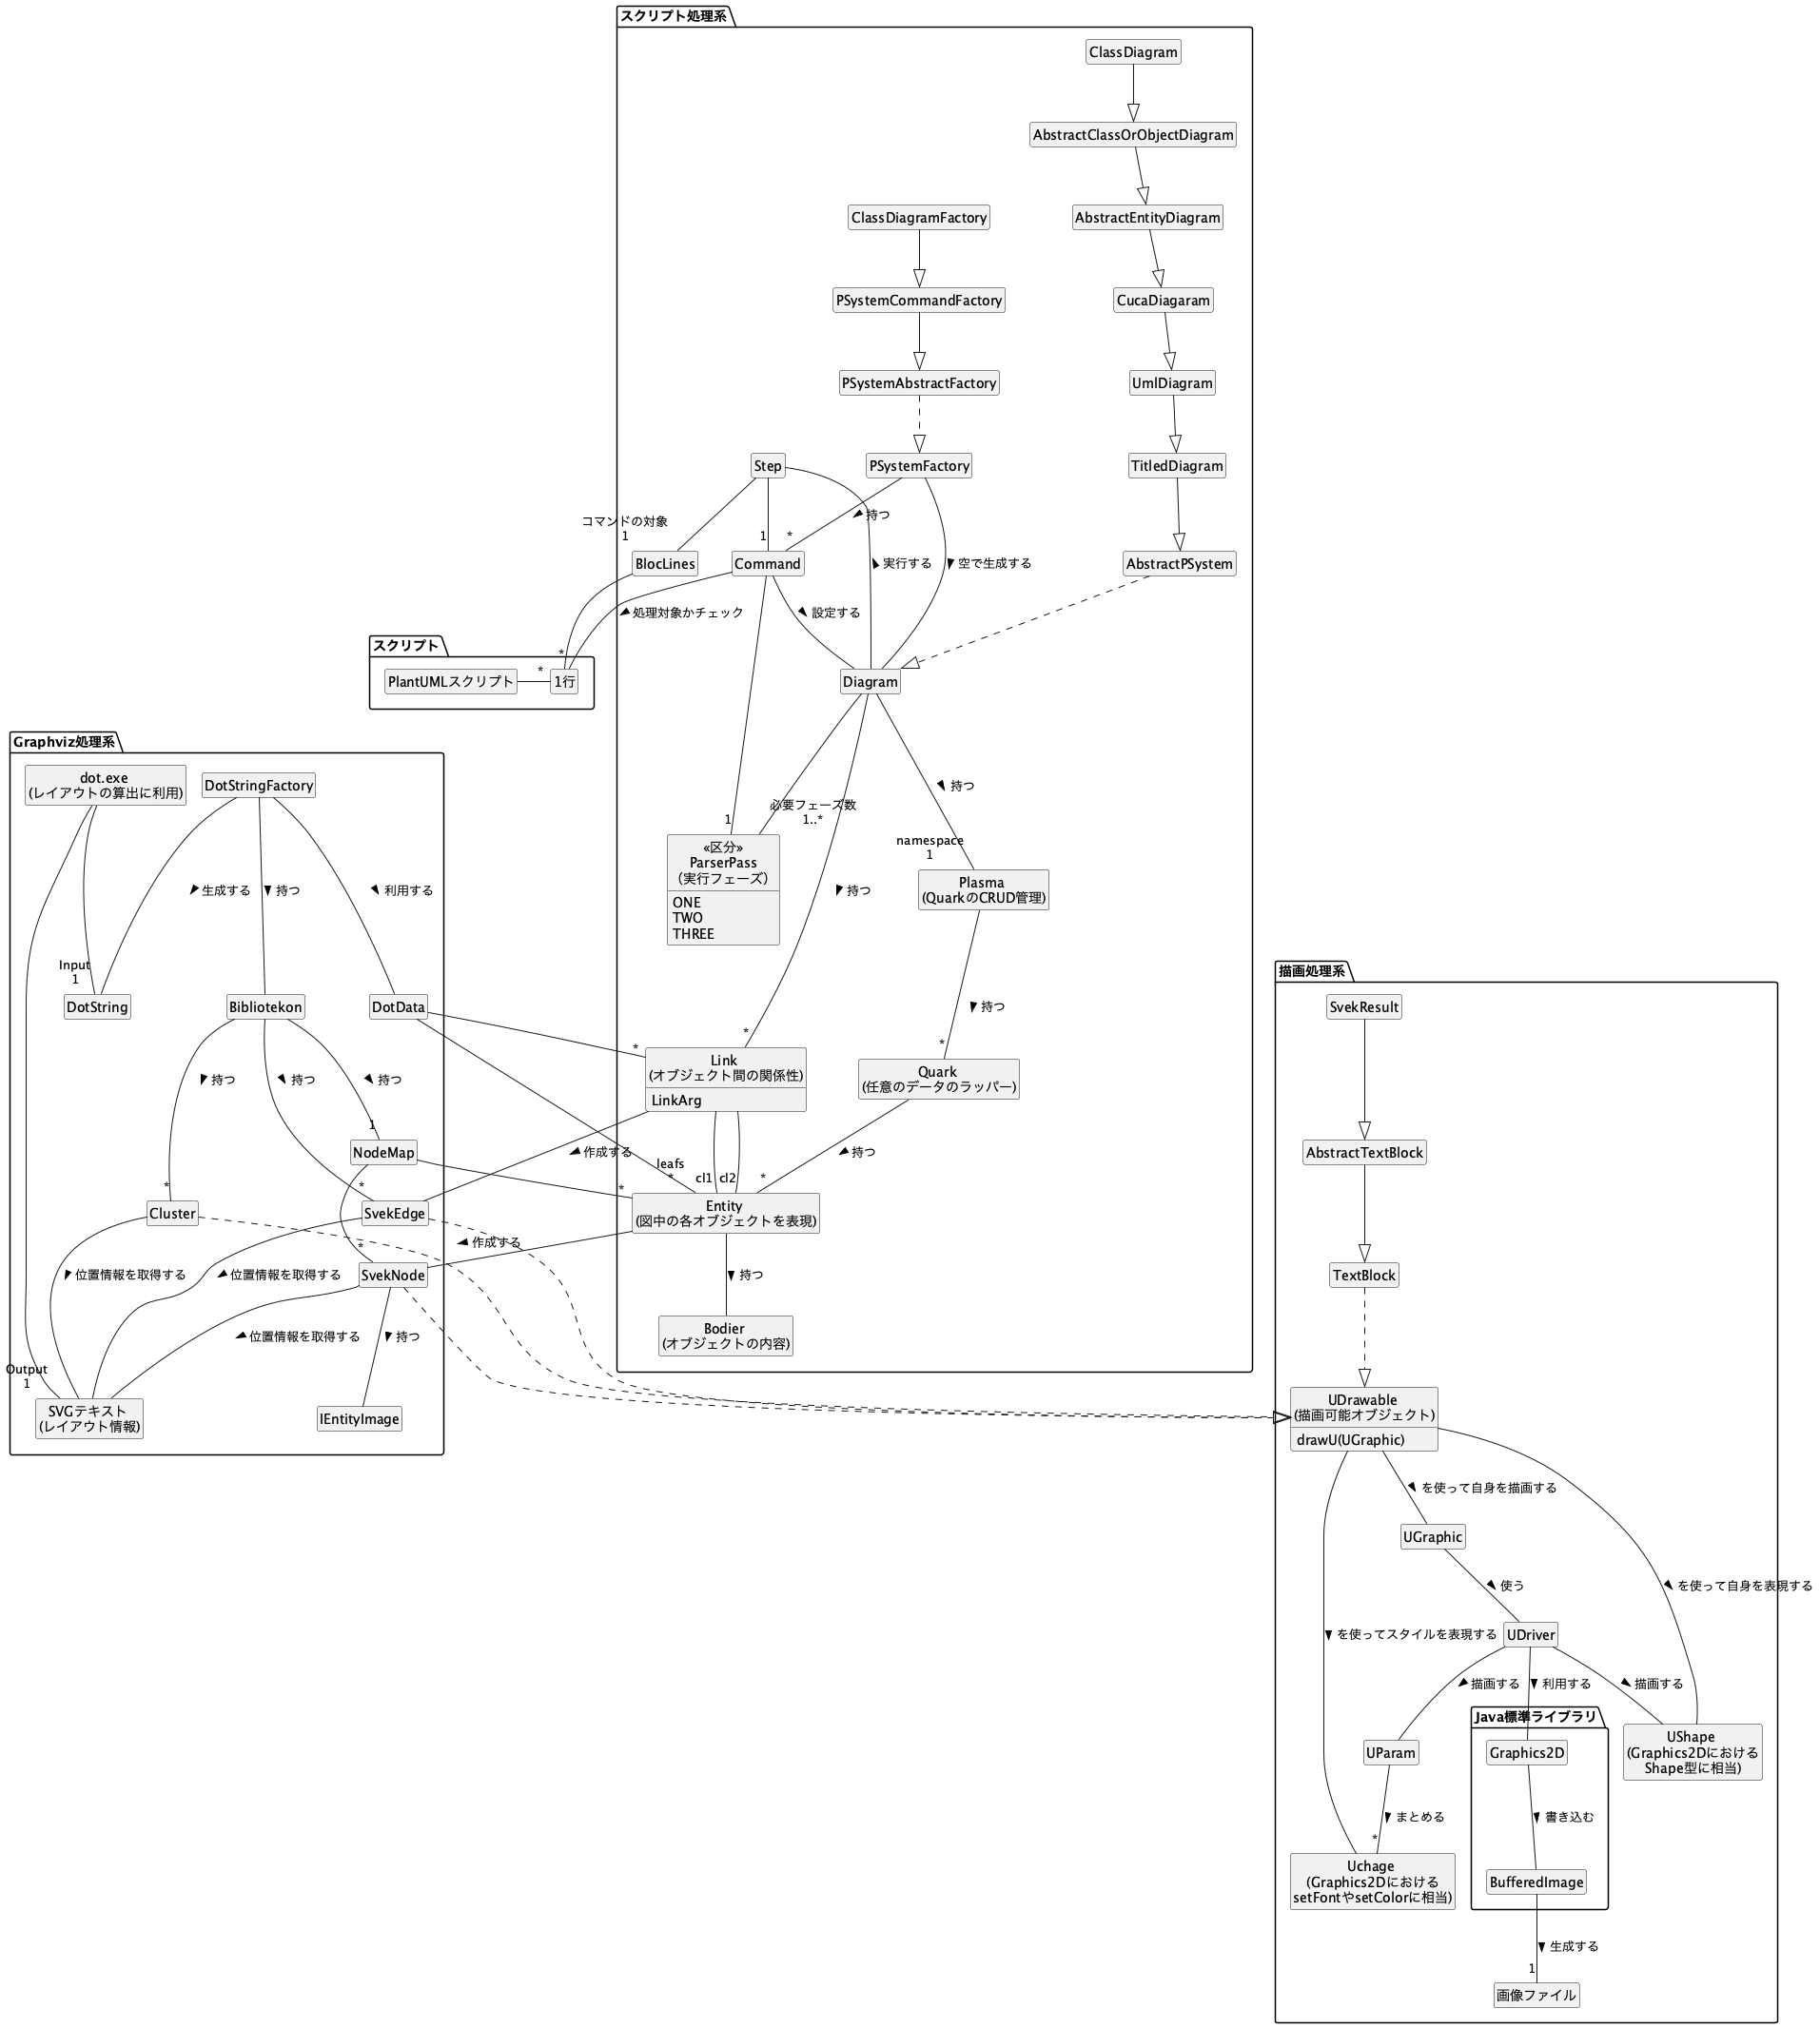 スクリプト処理系
ClassDiagram
AbstractClassOrObjectDiagram
ClassDiagramFactory
AbstractEntityDiagram
PSystemCommandFactory
CucaDiagaram
PSystemAbstractFactory
UmlDiagram
Step
PSystemFactory
TitledDiagram
コマンドの対象
1
1
*
持つ
BlocLines
Command
実行する
空で生成する
AbstractPSystem
処理対象かチェック
設定する
スクリプト
*
*
PlantUMLスクリプト
1行
Diagram
Graphviz処理系
dot.exe
(レイアウトの算出に利用)
DotStringFactory
持つ
必要フェーズ数
1..*
1
namespace
1
«区分»
ParserPass
(実行フェーズ)
ONE
TWO
THREE
生成する
持つ
利用する
持つ
Plasma
(QuarkのCRUD管理)
Input
1
DotString
Bibliotekon
DotData
持つ
描画処理系
SvekResult
*
*
*
Link
(オブジェクト間の関係性)
LinkArg
Quark
(任意のデータのラッパー)
持つ
持つ
持つ
1
NodeMap
作成する
leafs
*
cl1
cl2
持つ
*
AbstractTextBlock
*
*
*
Cluster
SvekEdge
Entity
(図中の各オブジェクトを表現)
作成する
*
位置情報を取得する
位置情報を取得する
SvekNode
持つ
TextBlock
位置情報を取得する
持つ
Bodier
(オブジェクトの内容)
Output
1
SVGテキスト
(レイアウト情報)
IEntityImage
UDrawable
(描画可能オブジェクト)
drawU(UGraphic)
を使って自身を描画する
UGraphic
使う
を使って自身を表現する
を使ってスタイルを表現する
UDriver
描画する
利用する
描画する
Java標準ライブラリ
UParam
Graphics2D
UShape
(Graphics2Dにおける
Shape型に相当)
まとめる
*
書き込む
Uchage
(Graphics2Dにおける
setFontやsetColorに相当)
BufferedImage
生成する
1
画像ファイル